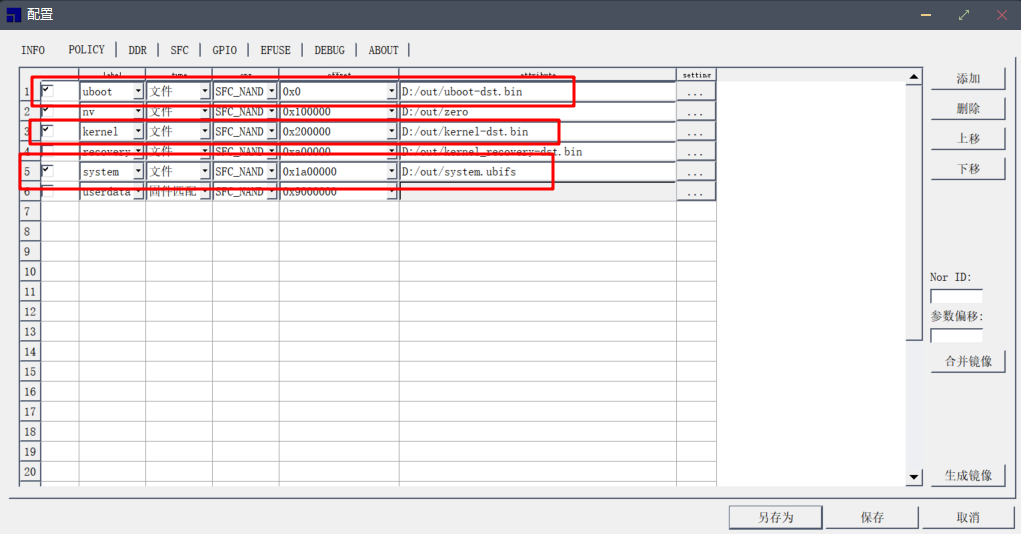 配置
INFO POLICY DDR SFC GPIO EFUSE DEBUG ABOUT
label type ops offset attribute setting
1 uboot 文件 SFC_NAND 0x0 D:/out/uboot-dst.bin ...
2 nv 文件 SFC_NAND 0x100000 D:/out/zero ...
3 kernel 文件 SFC_NAND 0x200000 D:/out/kernel-dst.bin ...
4 recovery 文件 SFC_NAND 0xa00000 D:/out/kernel_recovery-dst.bin ...
5 system 文件 SFC_NAND 0x1a00000 D:/out/system.ubifs ...
6 userdata 固件匹配 SFC_NAND 0x9000000 ...
7
8
9
10
11
12
13
14
15
16
17
18
19
20
添加
删除
上移
下移
Nor ID:
参数偏移:
合并镜像
生成镜像
另存为 保存 取消